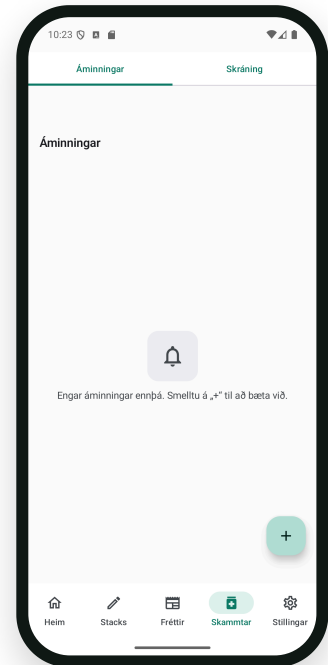 10:23
Áminningar
Skráning
Áminningar
Engar áminningar ennþá. Smelltu á „+“ til að bæta við.
+
Heim
Stacks
Fréttir
Skammtar
Stillingar